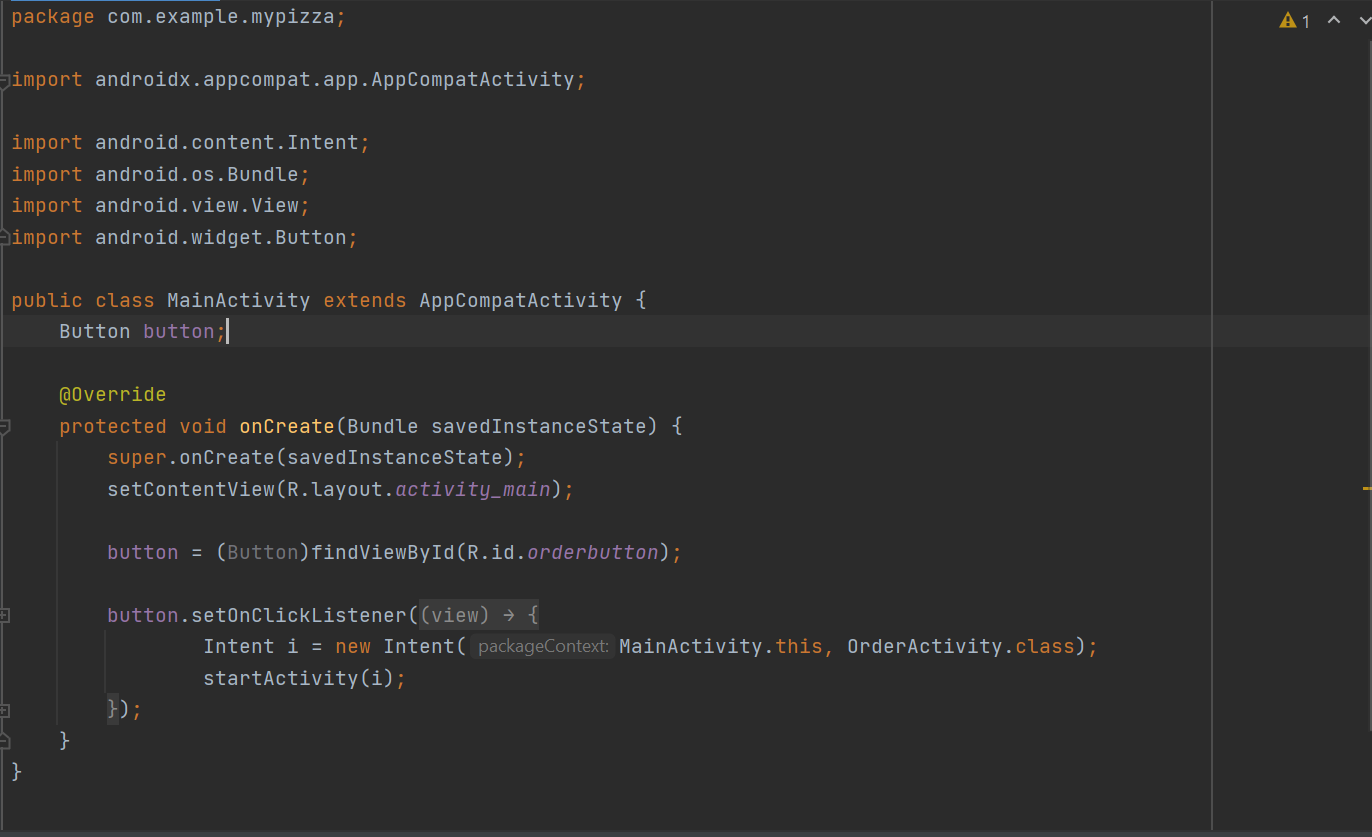 package com.example.mypizza;
1
import androidx.appcompat.app.AppCompatActivity;
import android.content.Intent;
import android.os.Bundle;
import android.view.View;
import android.widget.Button;
public class MainActivity extends AppCompatActivity {
    Button button;
    @Override
    protected void onCreate(Bundle savedInstanceState) {
        super.onCreate(savedInstanceState);
        setContentView(R.layout.activity_main);
        button = (Button)findViewById(R.id.orderbutton);
        button.setOnClickListener((view) → {
                Intent i = new Intent( packageContext: MainActivity.this, OrderActivity.class);
                startActivity(i);
        });
    }
}